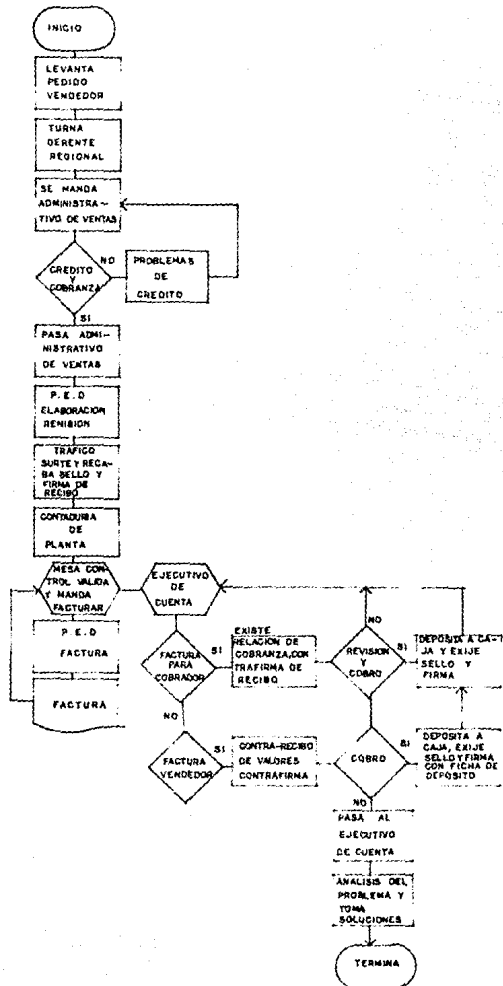 INICIO
LEVANTA
PEDIDO
VENDEDOR
TURNA
GERENTE
REGIONAL
SE MANDA
ADMINISTRA-
TIVO DE VENTAS
CREDITO
Y
COBRANZA
NO
PROBLEMAS
DE
CREDITO
SI
PASA ADMI-
NISTRATIVO
DE VENTAS
P.E.D
ELABORACION
REMISION
TRAFICO
SURTE Y RECA-
BA SELLO Y
FIRMA DE
RECIBO
CONTADURIA
DE
PLANTA
MESA CON
TROL VALIDA
Y MANDA
FACTURAR
P.E.D
FACTURA
FACTURA
EJECUTIVO
DE
CUENTA
FACTURA
PARA
COBRADOR
SI
EXISTE
RELACION DE
COBRANZA, CON
TRAFIRMA DE
RECIBO
NO
REVISION
Y
COBRO
SI
DEPOSITA A CA-
JA Y EXIJE
SELLO Y
FIRMA
NO
FACTURA
VENDEDOR
SI
CONTRA-RECIBO
DE VALORES
CONTRAFIRMA
COBRO
SI
DEPOSITA A
CAJA, EXIJE
SELLO Y FIRMA
CON FICHA DE
DEPOSITO
NO
PASA AL
EJECUTIVO
DE CUENTA
ANALISIS DEL
PROBLEMA Y
TOMA
SOLUCIONES
TERMINA